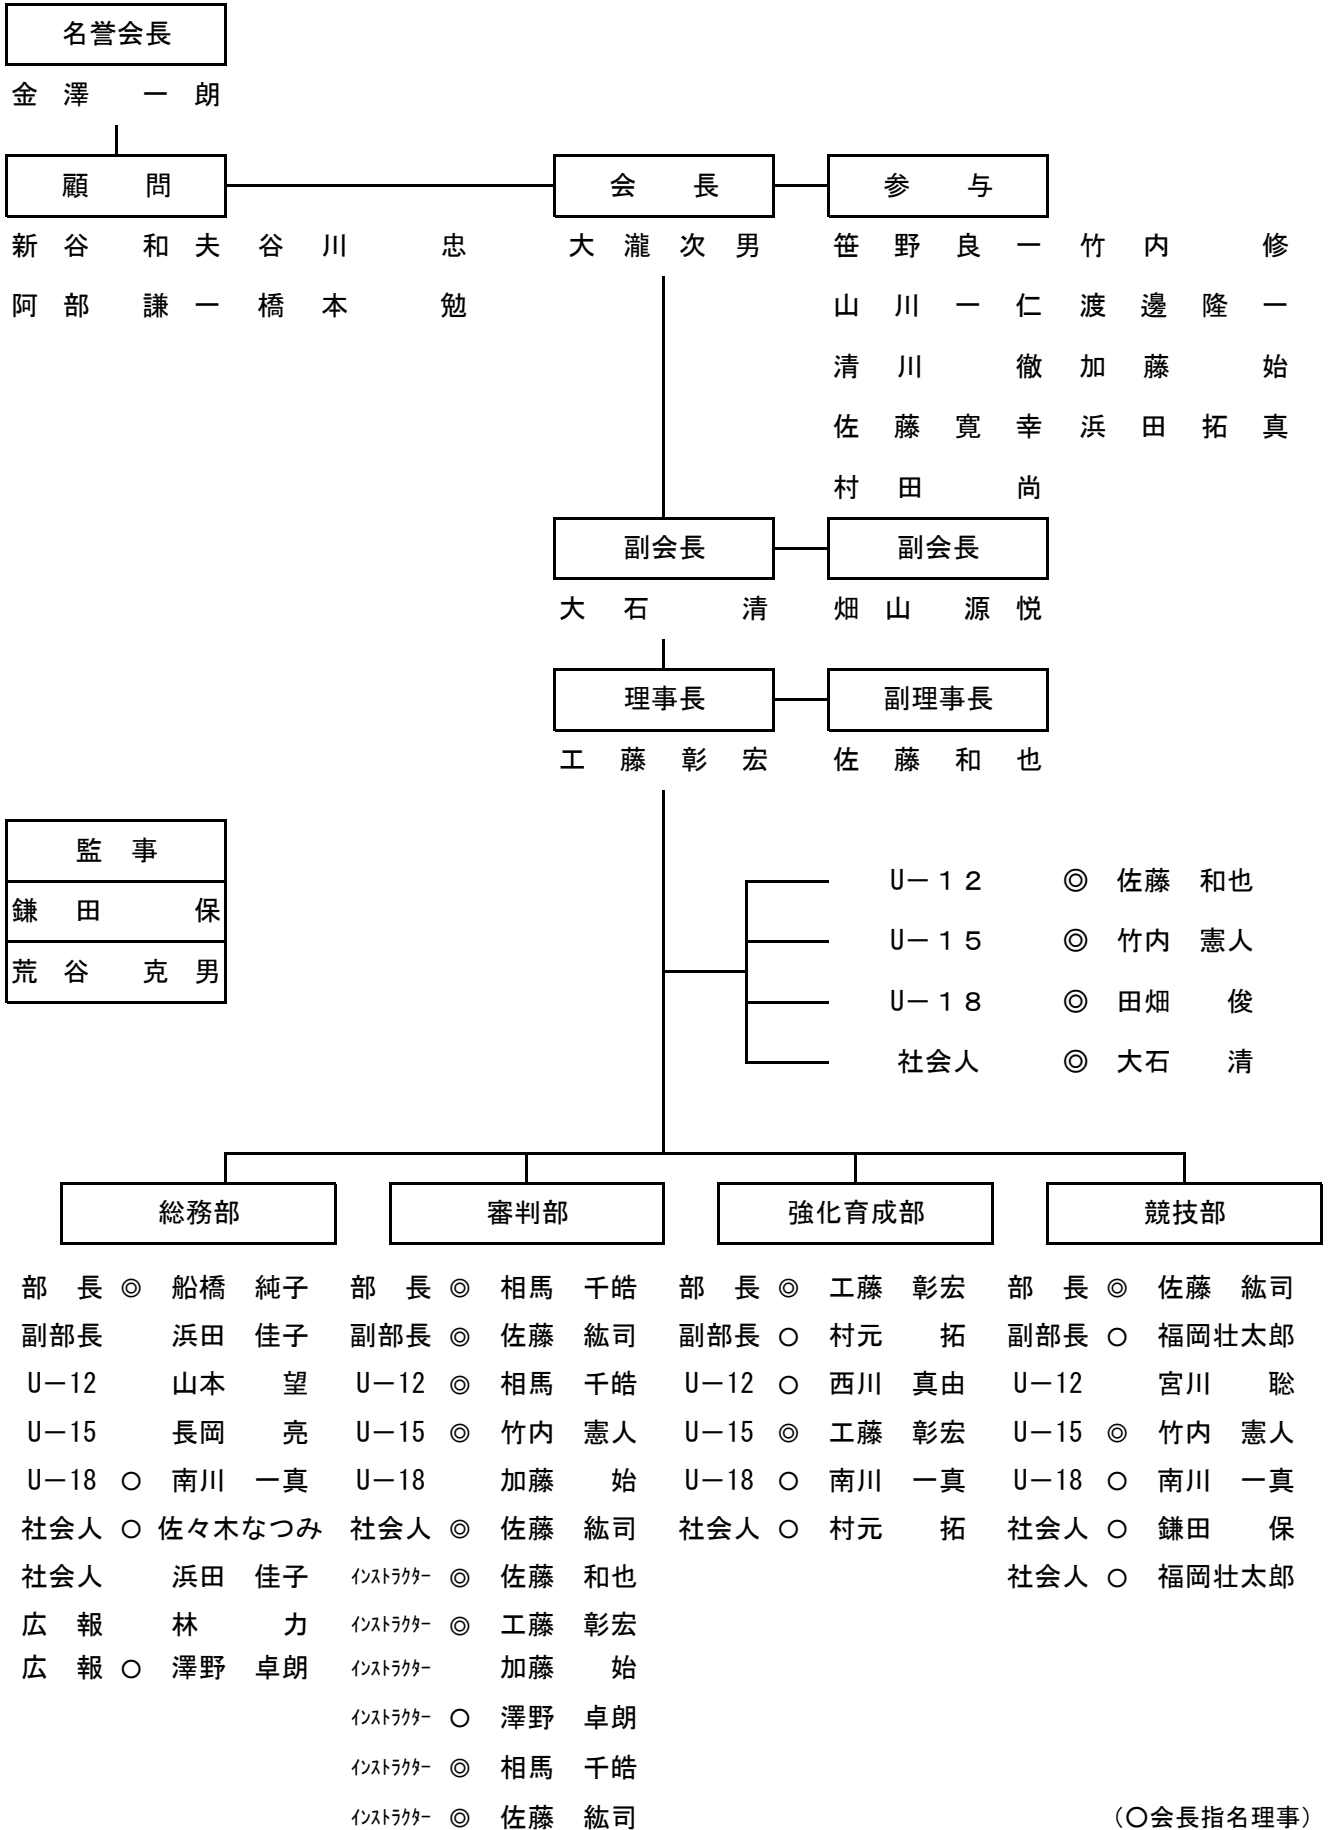 名誉会長
金澤 一朗
顧 問 会 長 参 与
新谷 和夫 谷川 忠 大瀧次男 笹野良一 竹内 修
阿部 謙一 橋本 勉 山川一仁 渡邊隆一
清川 徹 加藤 始
佐藤寛幸 浜田拓真
村田 尚
副会長 副会長
大石 清 畑山 源悦
理事長 副理事長
工藤彰宏 佐藤和也
監 事
鎌田 保
荒谷 克男
U－１２ ◎ 佐藤 和也
U－１５ ◎ 竹内 憲人
U－１８ ◎ 田畑 俊
社会人 ◎ 大石 清
総務部 審判部 強化育成部 競技部
部 長 ◎ 船橋 純子 部 長 ◎ 相馬 千皓 部 長 ◎ 工藤 彰宏 部 長 ◎ 佐藤 紘司
副部長 浜田 佳子 副部長 ◎ 佐藤 紘司 副部長 ○ 村元 拓 副部長 ○ 福岡壮太郎
U－12 山本 望 U－12 ◎ 相馬 千皓 U－12 ○ 西川 真由 U－12 宮川 聡
U－15 長岡 亮 U－15 ◎ 竹内 憲人 U－15 ◎ 工藤 彰宏 U－15 ◎ 竹内 憲人
U－18 ○ 南川 一真 U－18 加藤 始 U－18 ○ 南川 一真 U－18 ○ 南川 一真
社会人 ○ 佐々木なつみ 社会人 ◎ 佐藤 紘司 社会人 ○ 村元 拓 社会人 ○ 鎌田 保
社会人 浜田 佳子 ｲﾝｽﾄﾗｸﾀｰ ◎ 佐藤 和也 社会人 ○ 福岡壮太郎
広 報 林 力 ｲﾝｽﾄﾗｸﾀｰ ◎ 工藤 彰宏
広 報 ○ 澤野 卓朗 ｲﾝｽﾄﾗｸﾀｰ 加藤 始
ｲﾝｽﾄﾗｸﾀｰ ○ 澤野 卓朗
ｲﾝｽﾄﾗｸﾀｰ ◎ 相馬 千皓
ｲﾝｽﾄﾗｸﾀｰ ◎ 佐藤 紘司 （○会長指名理事）